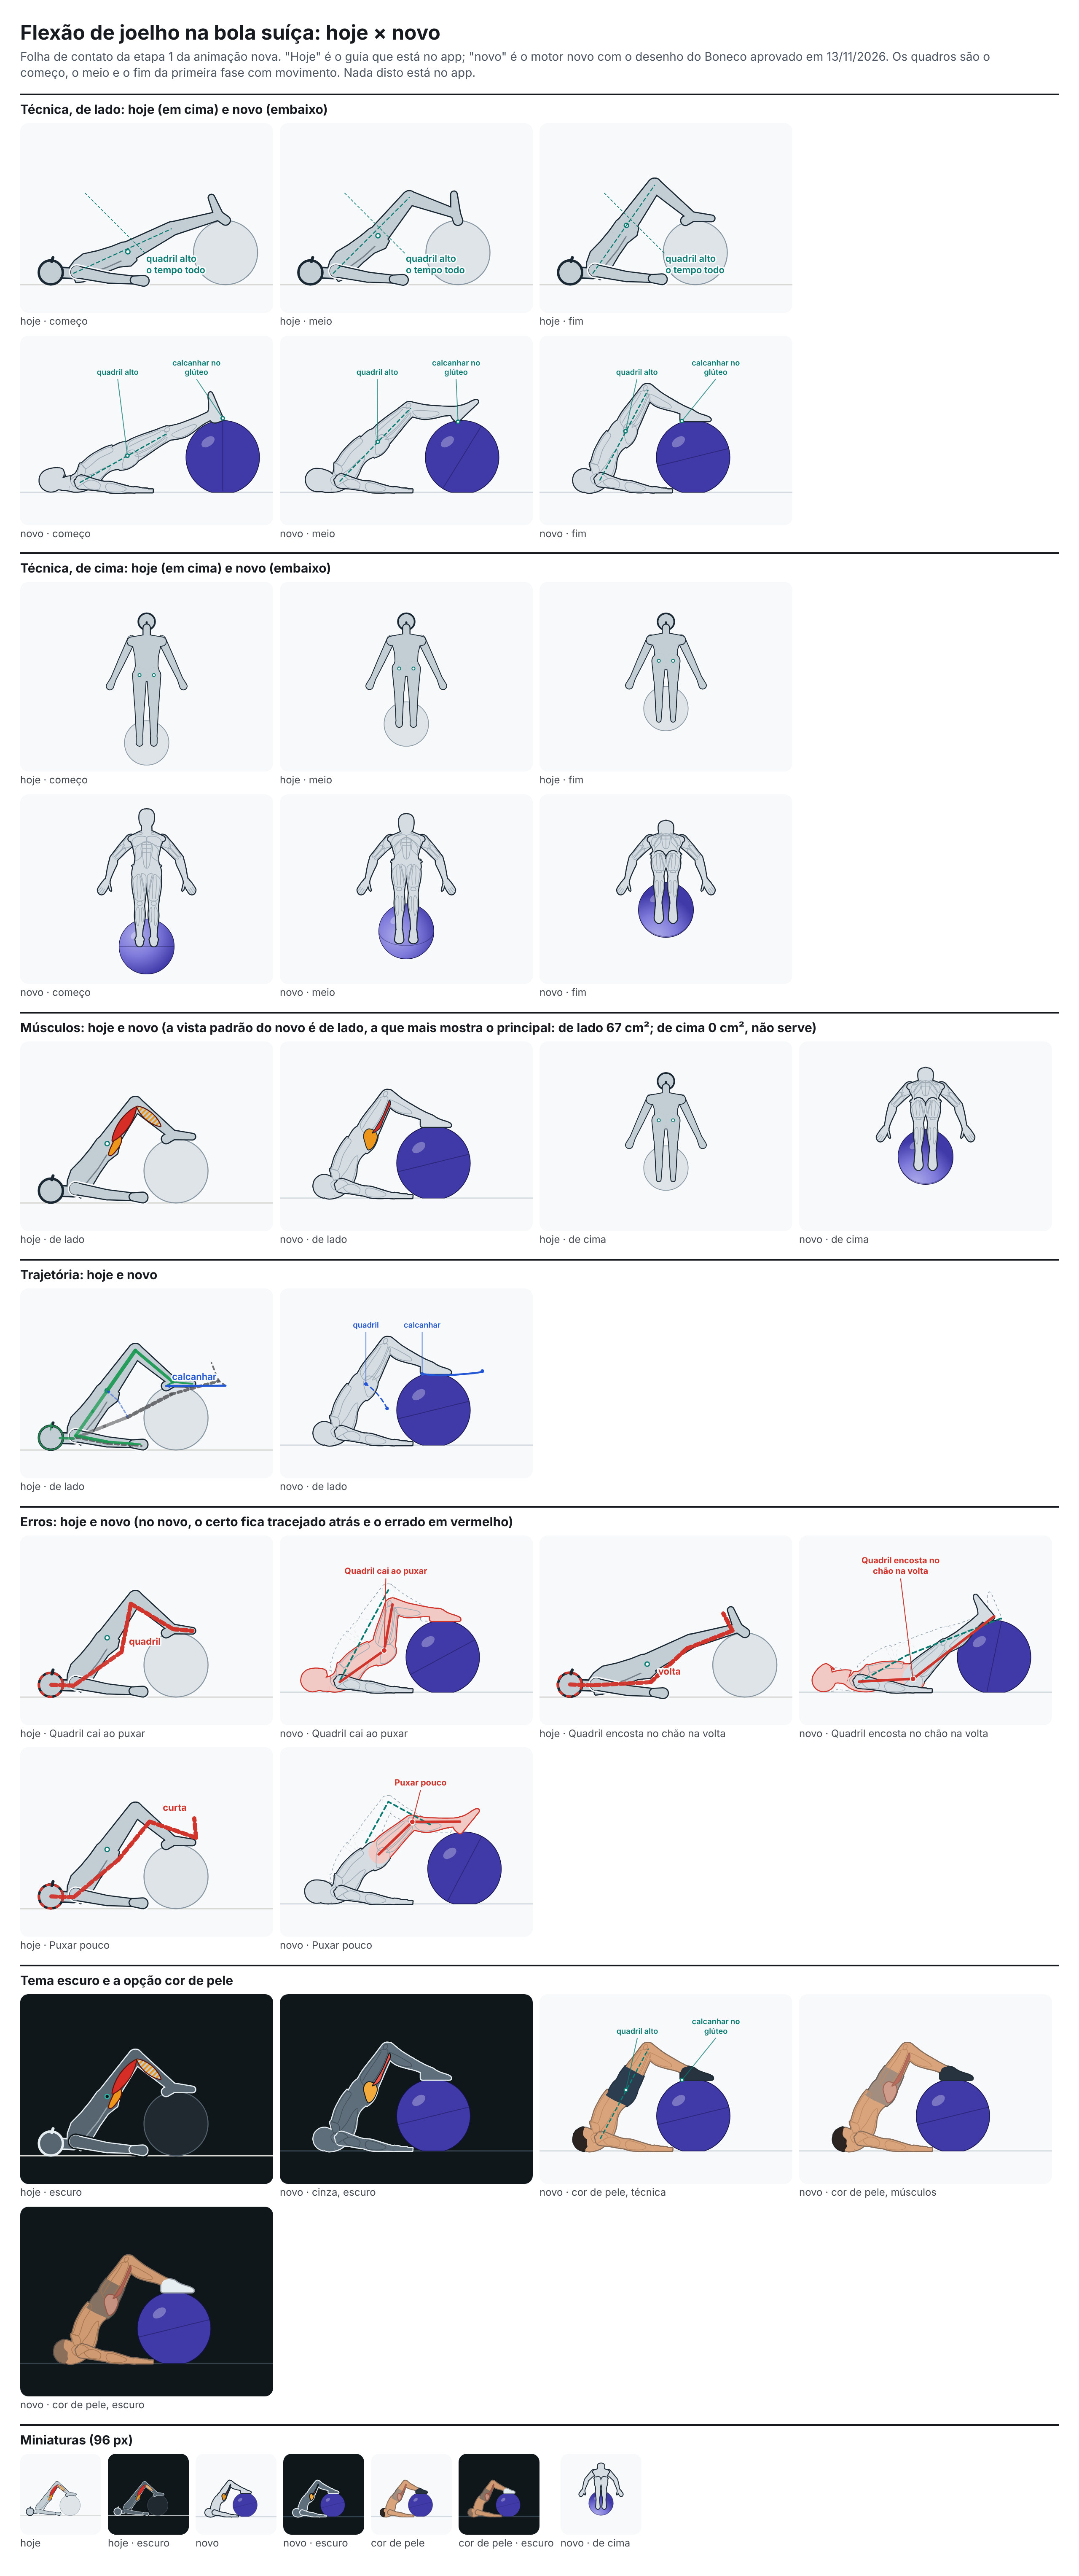 Flexão de joelho na bola suíça: hoje × novo
Folha de contato da etapa 1 da animação nova. "Hoje" é o guia que está no app; "novo" é o motor novo com o desenho do Boneco aprovado em 13/11/2026. Os quadros são o
começo, o meio e o fim da primeira fase com movimento. Nada disto está no app.
Técnica, de lado: hoje (em cima) e novo (embaixo)
quadril alto
o tempo todo
quadril alto
o tempo todo
quadril alto
o tempo todo
hoje · começo
hoje · meio
hoje · fim
quadril alto
calcanhar no
glúteo
quadril alto
calcanhar no
glúteo
quadril alto
calcanhar no
glúteo
novo · começo
novo · meio
novo · fim
Técnica, de cima: hoje (em cima) e novo (embaixo)
hoje · começo
hoje · meio
hoje · fim
novo · começo
novo · meio
novo · fim
Músculos: hoje e novo (a vista padrão do novo é de lado, a que mais mostra o principal: de lado 67 cm²; de cima 0 cm², não serve)
hoje · de lado
novo · de lado
hoje · de cima
novo · de cima
Trajetória: hoje e novo
calcanhar
quadril
calcanhar
hoje · de lado
novo · de lado
Erros: hoje e novo (no novo, o certo fica tracejado atrás e o errado em vermelho)
quadril
Quadril cai ao puxar
volta
Quadril encosta no
chão na volta
hoje · Quadril cai ao puxar
novo · Quadril cai ao puxar
hoje · Quadril encosta no chão na volta
novo · Quadril encosta no chão na volta
curta
Puxar pouco
hoje · Puxar pouco
novo · Puxar pouco
Tema escuro e a opção cor de pele
quadril alto
calcanhar no
glúteo
hoje · escuro
novo · cinza, escuro
novo · cor de pele, técnica
novo · cor de pele, músculos
novo · cor de pele, escuro
Miniaturas (96 px)
hoje
hoje · escuro
novo
novo · escuro
cor de pele
cor de pele · escuro
novo · de cima